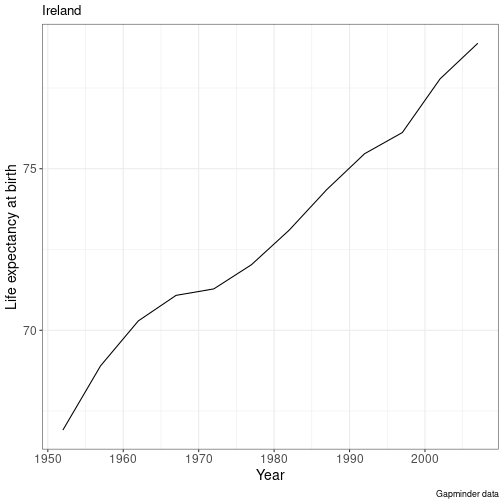 Ireland
Life expectancy at birth
75
70
1950 1960 1970 1980 1990 2000
Year
Gapminder data